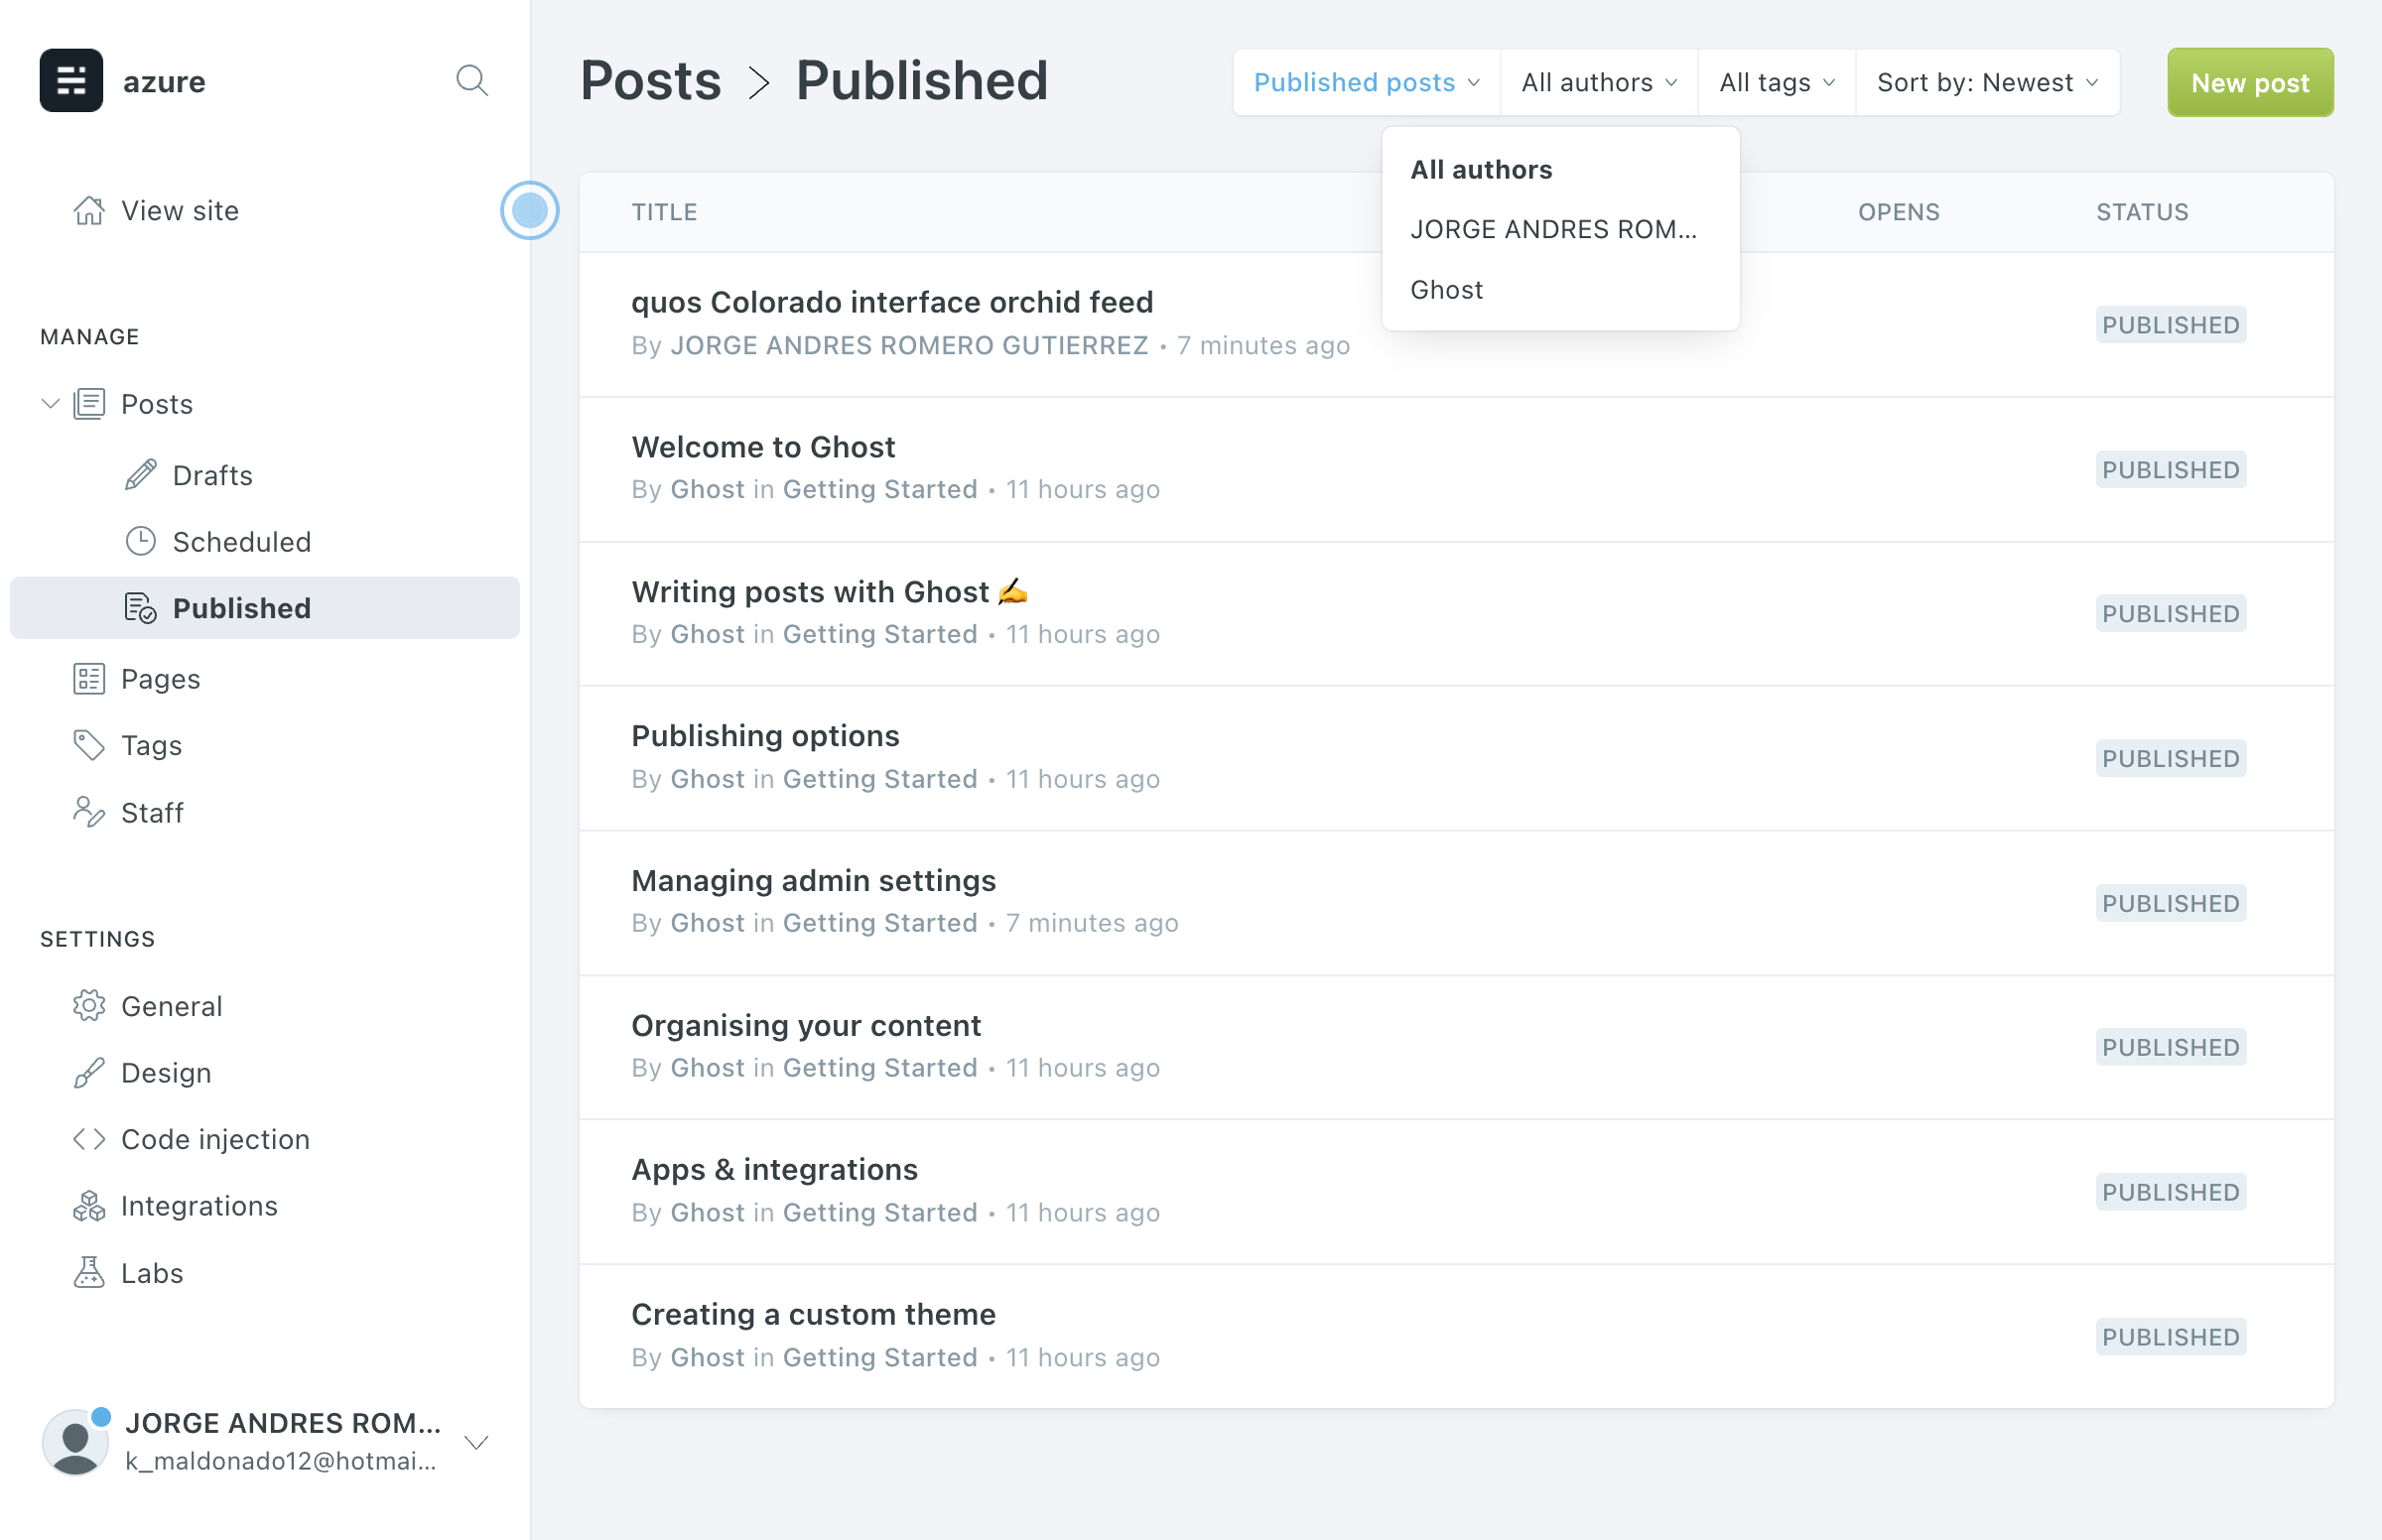 azure
View site
MANAGE
Posts
Drafts
Scheduled
Published
Pages
Tags
Staff
SETTINGS
General
Design
Code injection
Integrations
Labs
JORGE ANDRES ROM...
k_maldonado12@hotmai...
Posts > Published
Published posts
All authors
All tags
Sort by: Newest
New post
All authors
JORGE ANDRES ROM...
Ghost
TITLE
OPENS
STATUS
quos Colorado interface orchid feed
By JORGE ANDRES ROMERO GUTIERREZ • 7 minutes ago
PUBLISHED
Welcome to Ghost
By Ghost in Getting Started • 11 hours ago
PUBLISHED
Writing posts with Ghost ✍️
By Ghost in Getting Started • 11 hours ago
PUBLISHED
Publishing options
By Ghost in Getting Started • 11 hours ago
PUBLISHED
Managing admin settings
By Ghost in Getting Started • 7 minutes ago
PUBLISHED
Organising your content
By Ghost in Getting Started • 11 hours ago
PUBLISHED
Apps & integrations
By Ghost in Getting Started • 11 hours ago
PUBLISHED
Creating a custom theme
By Ghost in Getting Started • 11 hours ago
PUBLISHED